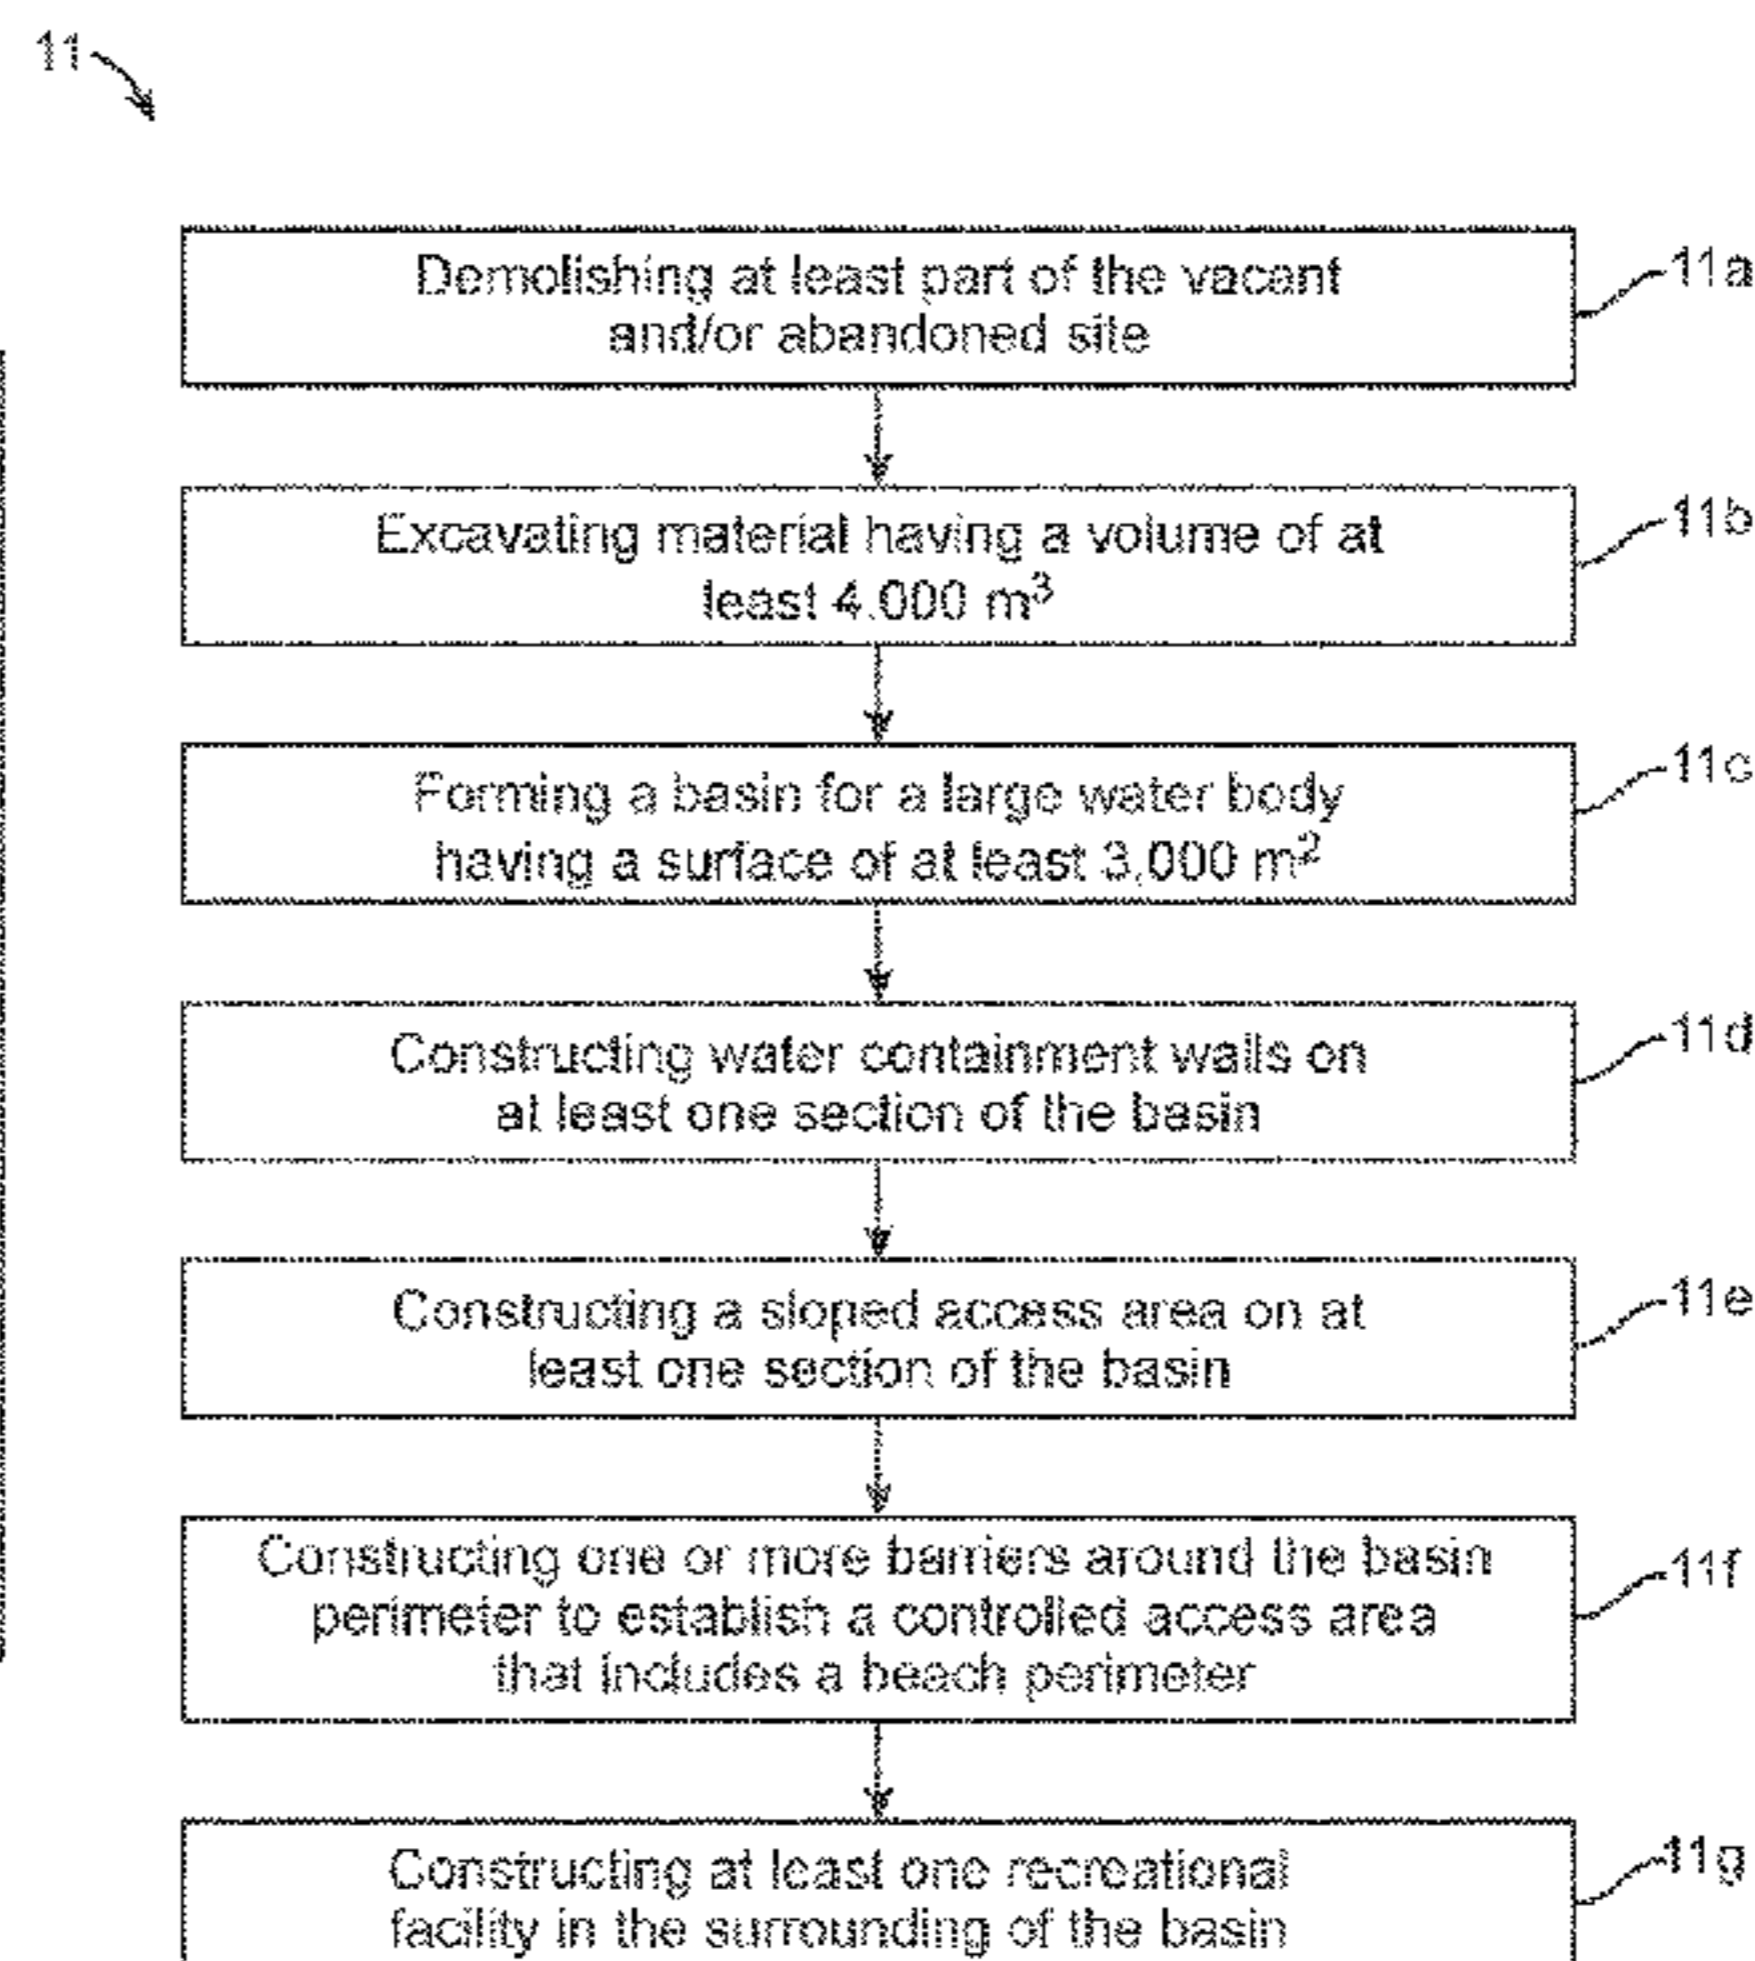 11
Demolishing at least part of the vacant
and/or abandoned site
11a
Excavating material having a volume of at
least 4,000 m³
11b
Forming a basin for a large water body
having a surface of at least 3,000 m²
11c
Constructing water containment walls on
at least one section of the basin
11d
Constructing a sloped access area on at
least one section of the basin
11e
Constructing one or more barriers around the basin
perimeter to establish a controlled access area
that includes a beach perimeter
11f
Constructing at least one recreational
facility in the surrounding of the basin
11g